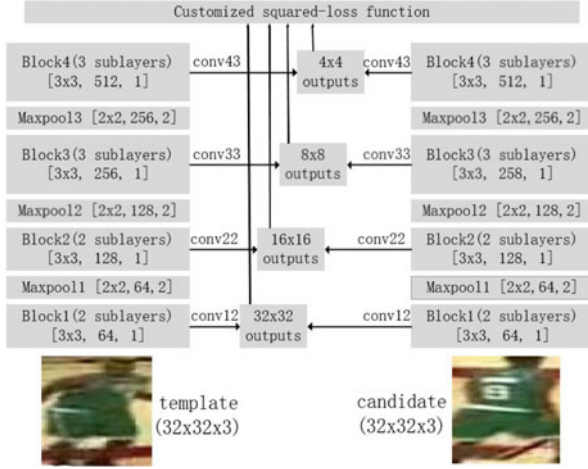 Customized squared-loss function
Block4(3 sublayers) conv43 4x4 conv43 Block4(3 sublayers)
[3x3, 512, 1] outputs [3x3, 512, 1]
Maxpool3 [2x2,256,2] Maxpool3 [2x2,256,2]
Block3(3 sublayers) conv33 8x8 conv33 Block3(3 sublayers)
[3x3, 256, 1] outputs [3x3, 258, 1]
Maxpool2 [2x2,128,2] Maxpool2 [2x2,128,2]
Block2(2 sublayers) conv22 16x16 conv22 Block2(2 sublayers)
[3x3, 128, 1] outputs [3x3, 128, 1]
Maxpool1 [2x2,64,2] Maxpool1 [2x2,64,2]
Block1(2 sublayers) conv12 32x32 conv12 Block1(2 sublayers)
[3x3, 64, 1] outputs [3x3, 64, 1]
template candidate
(32x32x3) (32x32x3)